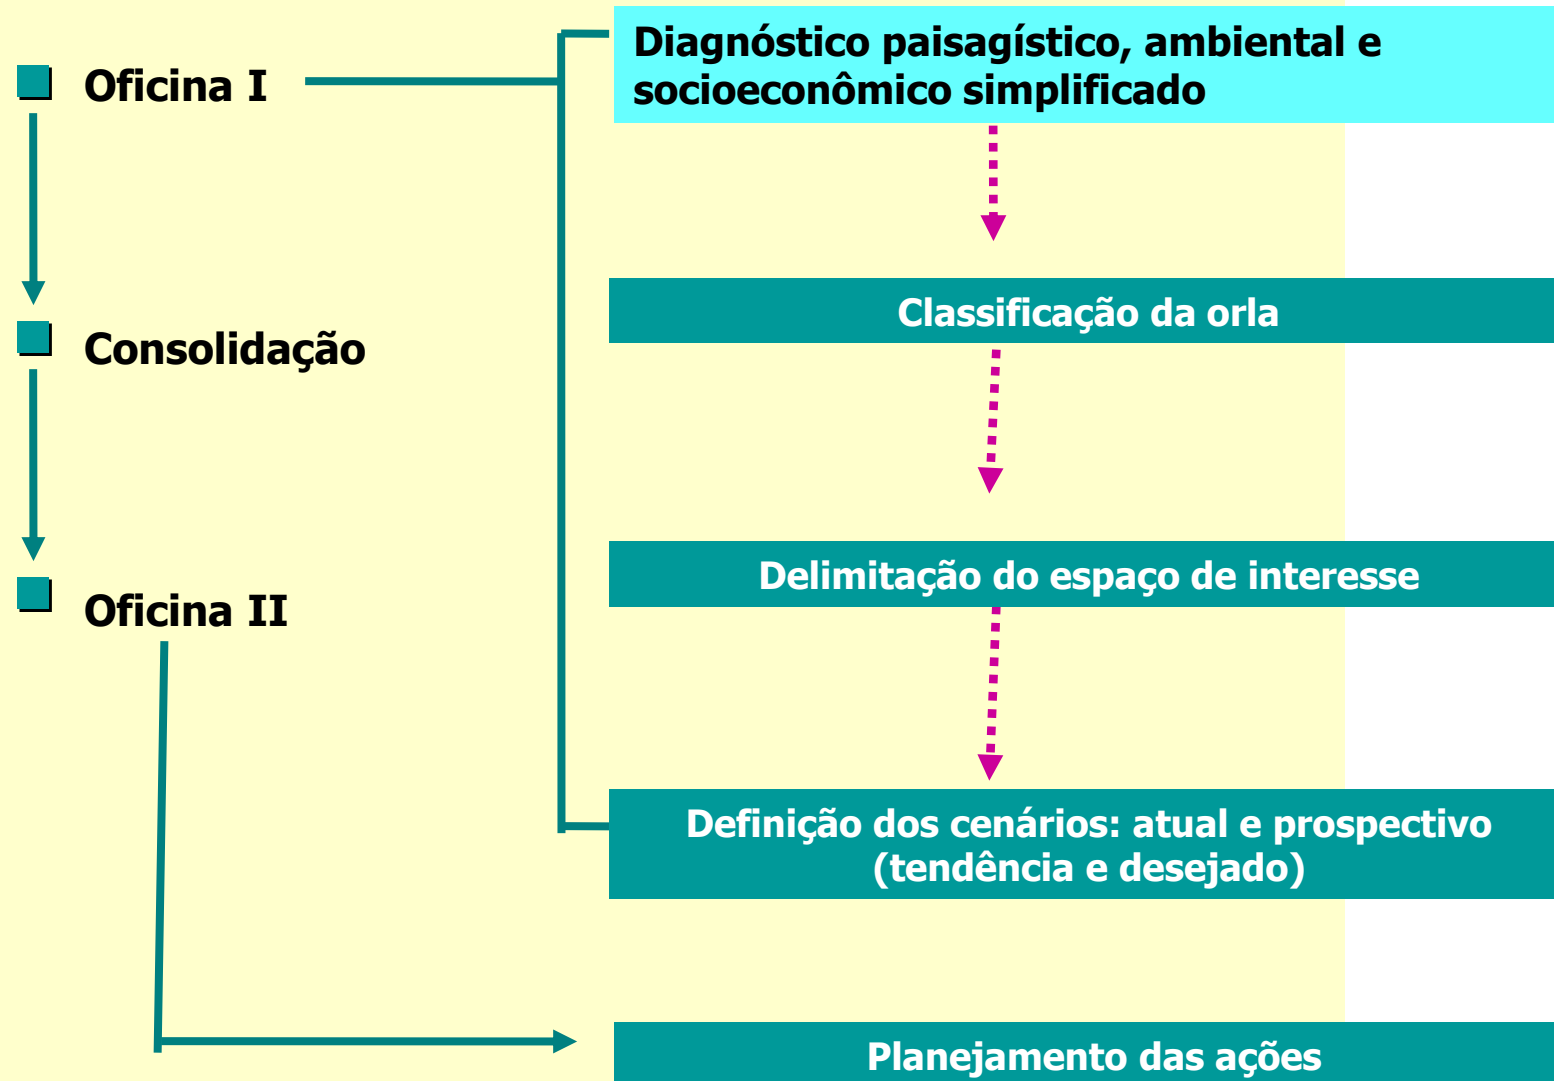 Oficina I
Consolidação
Oficina II
Diagnóstico paisagístico, ambiental e
socioeconômico simplificado
Classificação da orla
Delimitação do espaço de interesse
Definição dos cenários: atual e prospectivo
(tendência e desejado)
Planejamento das ações